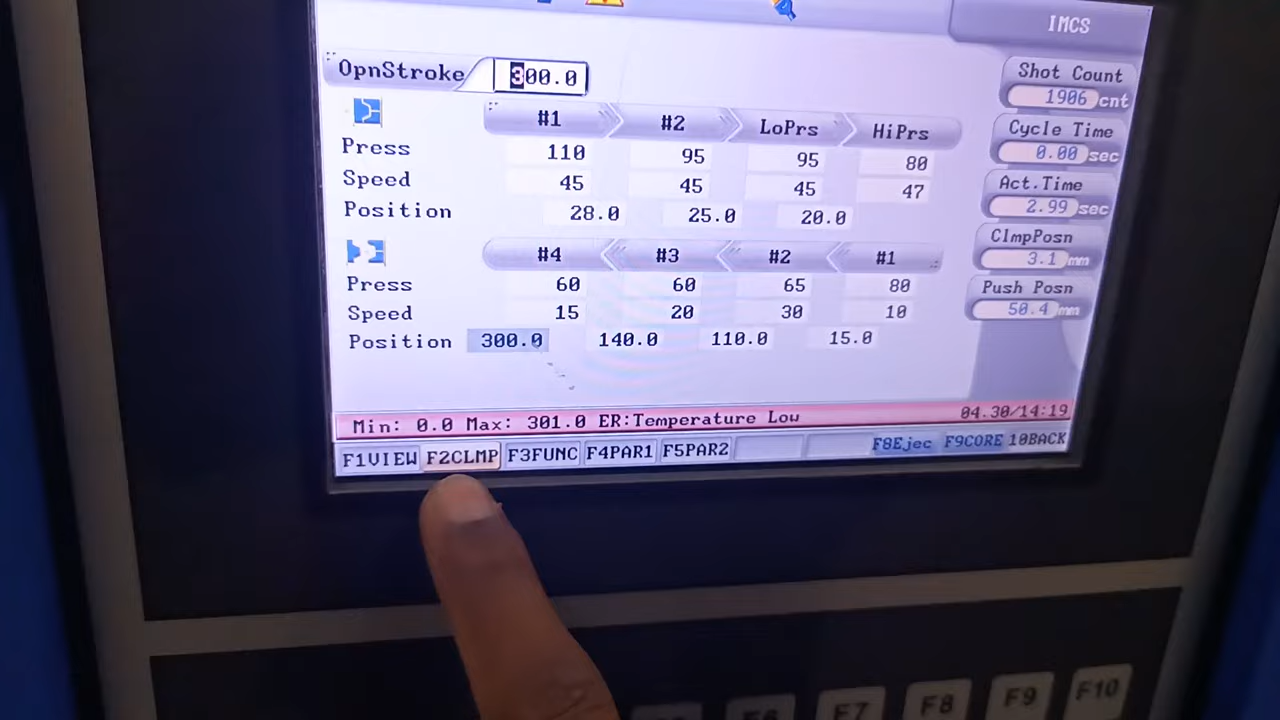 IMCS
OpnStroke 300.0
#1 #2 LoPrs HiPrs
Press 110 95 95 80
Speed 45 45 45 47
Position 28.0 25.0 20.0
#4 #3 #2 #1
Press 60 60 65 80
Speed 15 20 30 10
Position 300.0 140.0 110.0 15.0
Shot Count
1906 cnt
Cycle Time
0.00 sec
Act.Time
2.99 sec
ClmpPosn
3.1 mm
Push Posn
50.4 mm
Min: 0.0 Max: 301.0 ER:Temperature Low 04.30/14:19
F1VIEW F2CLMP F3FUNC F4PAR1 F5PAR2 F8Ejec F9CORE 10BACK
F6 F7 F8 F9 F10